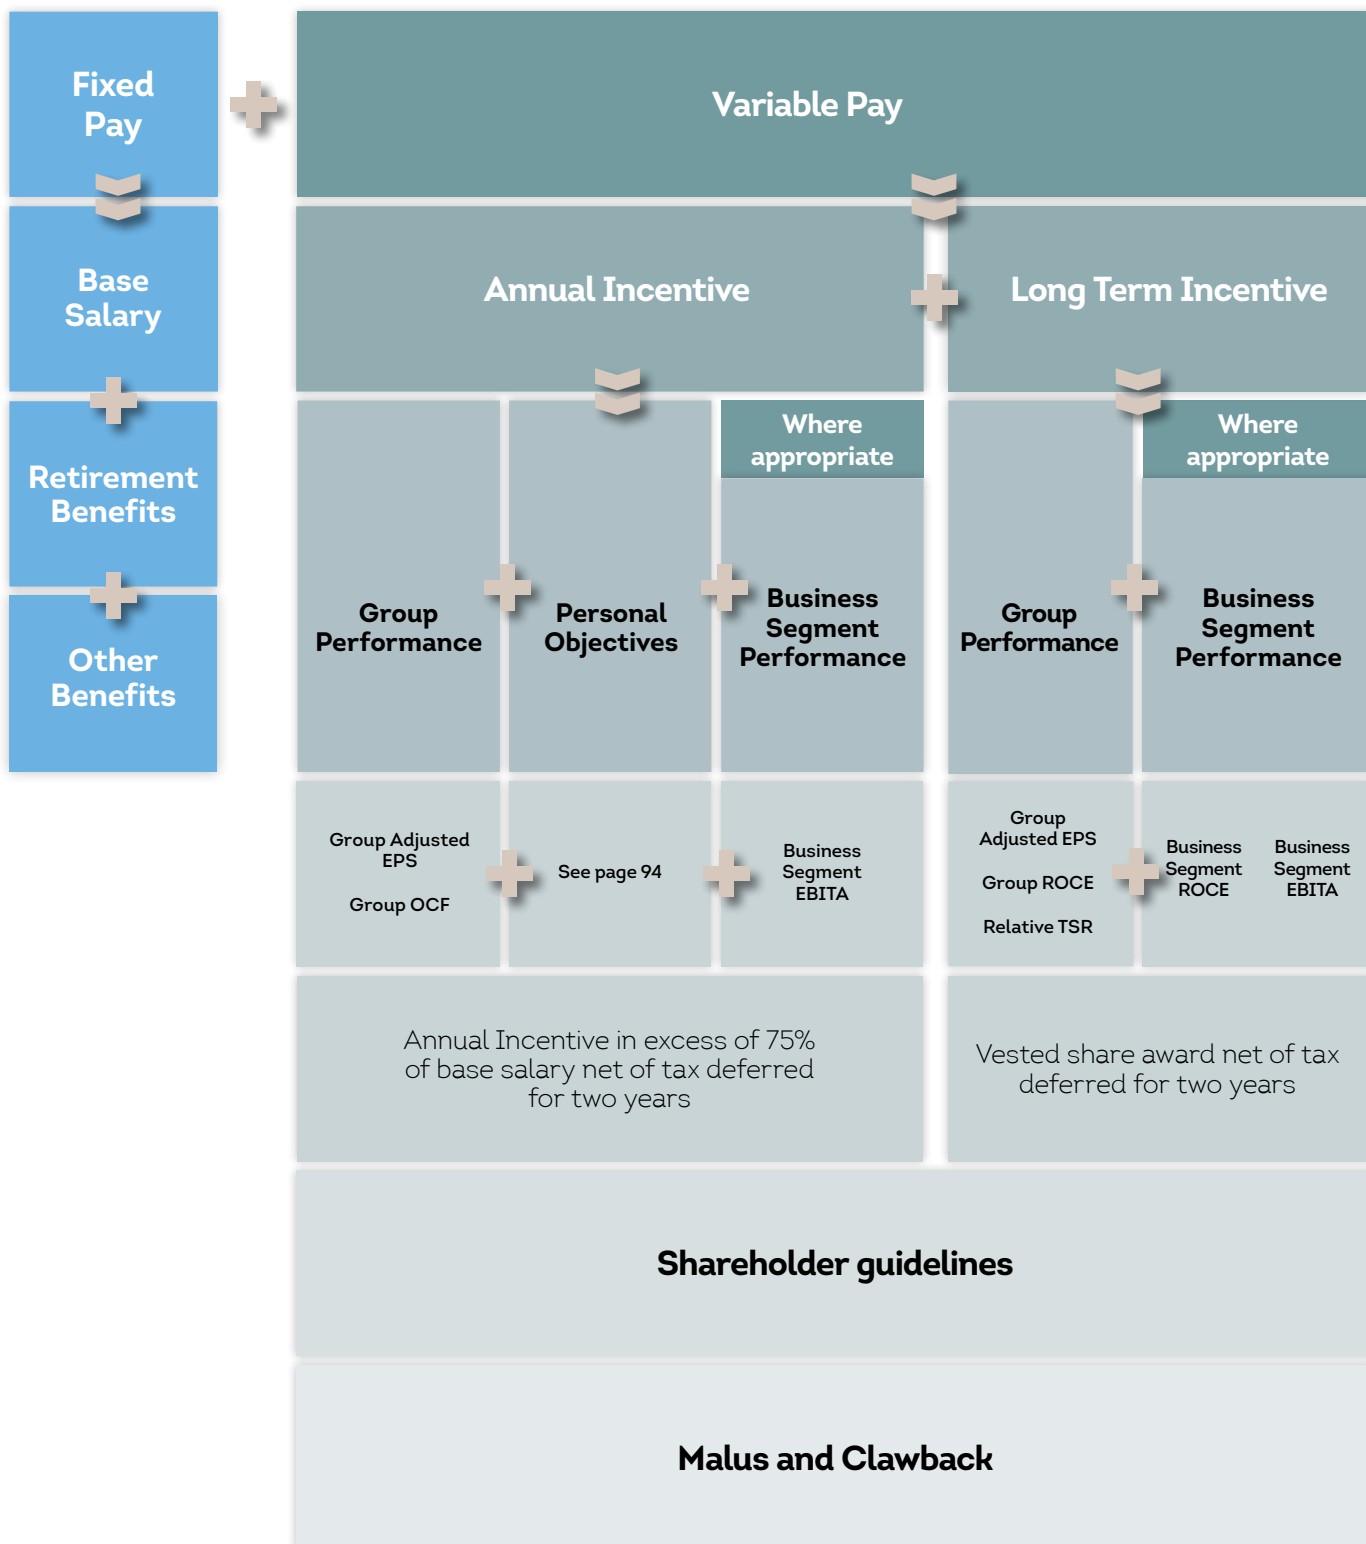 Fixed
Pay
Variable Pay
Base
Salary
Annual Incentive
Long Term Incentive
Retirement
Benefits
Other
Benefits
Where
appropriate
Where
appropriate
Group
Performance
Personal
Objectives
Business
Segment
Performance
Group
Performance
Business
Segment
Performance
Group Adjusted
EPS
Group OCF
See page 94
Business
Segment
EBITA
Group
Adjusted EPS
Group ROCE
Relative TSR
Business
Segment
ROCE
Business
Segment
EBITA
Annual Incentive in excess of 75%
of base salary net of tax deferred
for two years
Vested share award net of tax
deferred for two years
Shareholder guidelines
Malus and Clawback